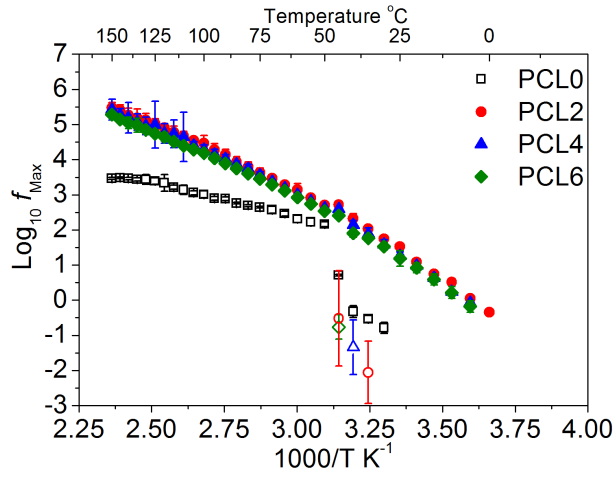 Temperature °C
150 125 100 75 50 25 0
7
6
5
4
3
2
1
0
-1
-2
-3
Log10 fMax
PCL0
PCL2
PCL4
PCL6
2.25 2.50 2.75 3.00 3.25 3.50 3.75 4.00
1000/T K-1